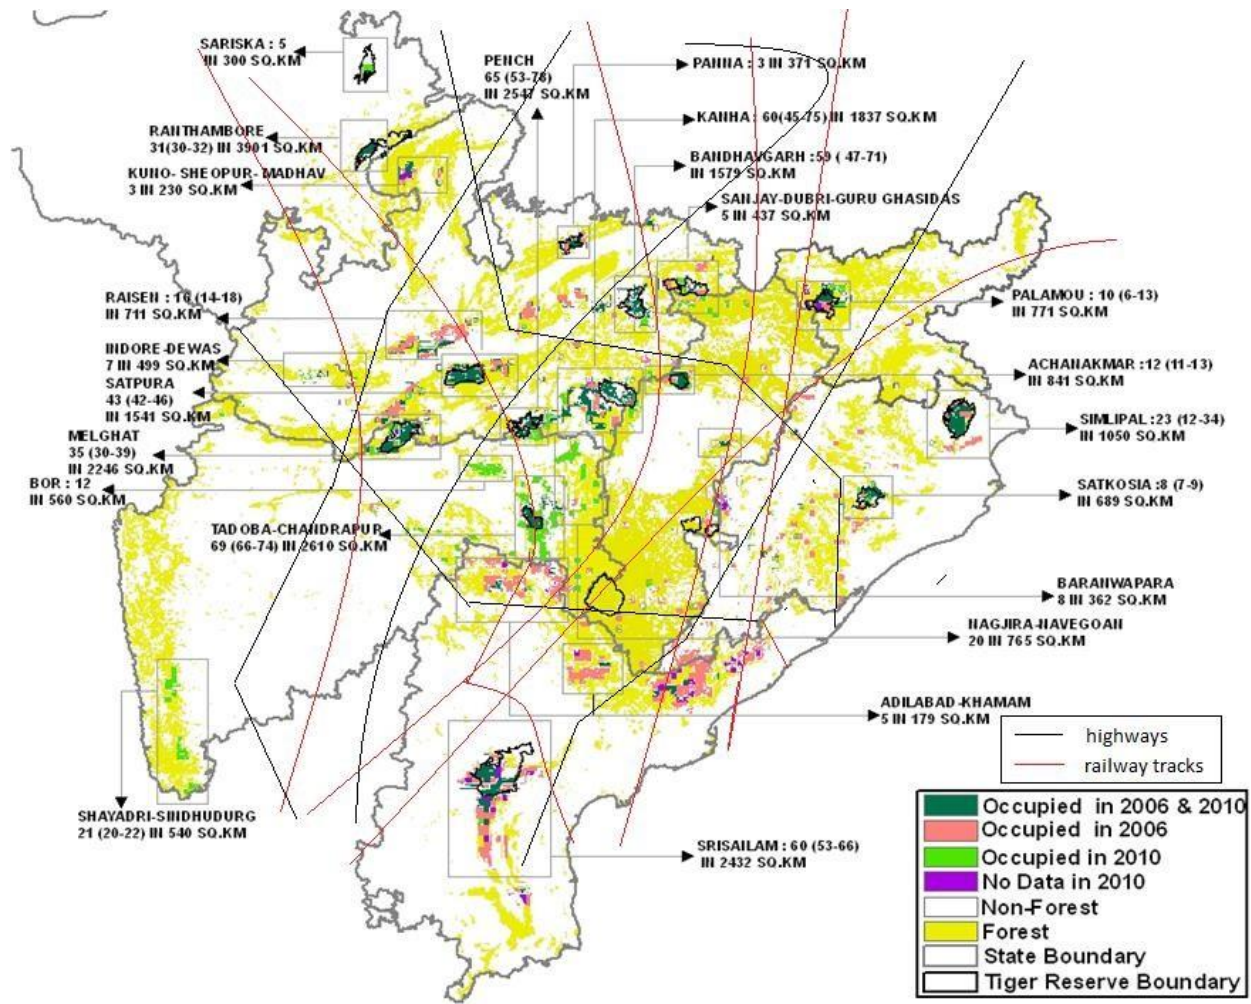 SARISKA : 5
IN 300 SQ.KM
PENCH
65 (53-78)
IN 2547 SQ.KM
PANNA : 3 IN 371 SQ.KM
RANTHAMBORE
31(30-32) IN 3901 SQ.KM
KANHA : 60(45-75) IN 1837 SQ.KM
KUNO- SHEOPUR- MADHAV
3 IN 230 SQ.KM
BANDHAVGARH :59 ( 47-71)
IN 1579 SQ.KM
SANJAY-DUBRI-GURU GHASIDAS
5 IN 437 SQ.KM
RAISEN : 16 (14-18)
IN 711 SQ.KM
PALAMOU : 10 (6-13)
IN 771 SQ.KM
INDORE-DEWAS
7 IN 499 SQ.KM
SATPURA
43 (42-46)
IN 1541 SQ.KM
ACHANAKMAR :12 (11-13)
IN 841 SQ.KM
MELGHAT
35 (30-39)
IN 2246 SQ.KM
SIMLIPAL :23 (12-34)
IN 1050 SQ.KM
BOR : 12
IN 560 SQ.KM
SATKOSIA :8 (7-9)
IN 689 SQ.KM
TADOBA-CHANDRAPUR
69 (66-74) IN 2610 SQ.KM
BARANWAPARA
8 IN 362 SQ.KM
NAGJIRA-NAVEGOAN
20 IN 765 SQ.KM
ADILABAD-KHAMAM
5 IN 179 SQ.KM
SHAYADRI-SINDHUDURG
21 (20-22) IN 540 SQ.KM
SRISAILAM : 60 (53-66)
IN 2432 SQ.KM
highways
railway tracks
Occupied in 2006 & 2010
Occupied in 2006
Occupied in 2010
No Data in 2010
Non-Forest
Forest
State Boundary
Tiger Reserve Boundary